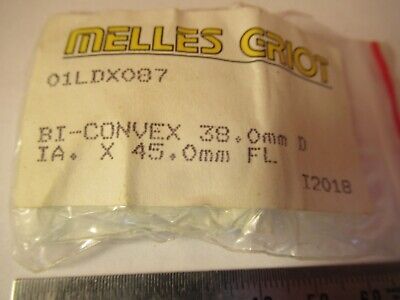 MELLES GRIOT
01LDX087
BI-CONVEX 38.0mm D
IA. X 45.0mm FL
I2018